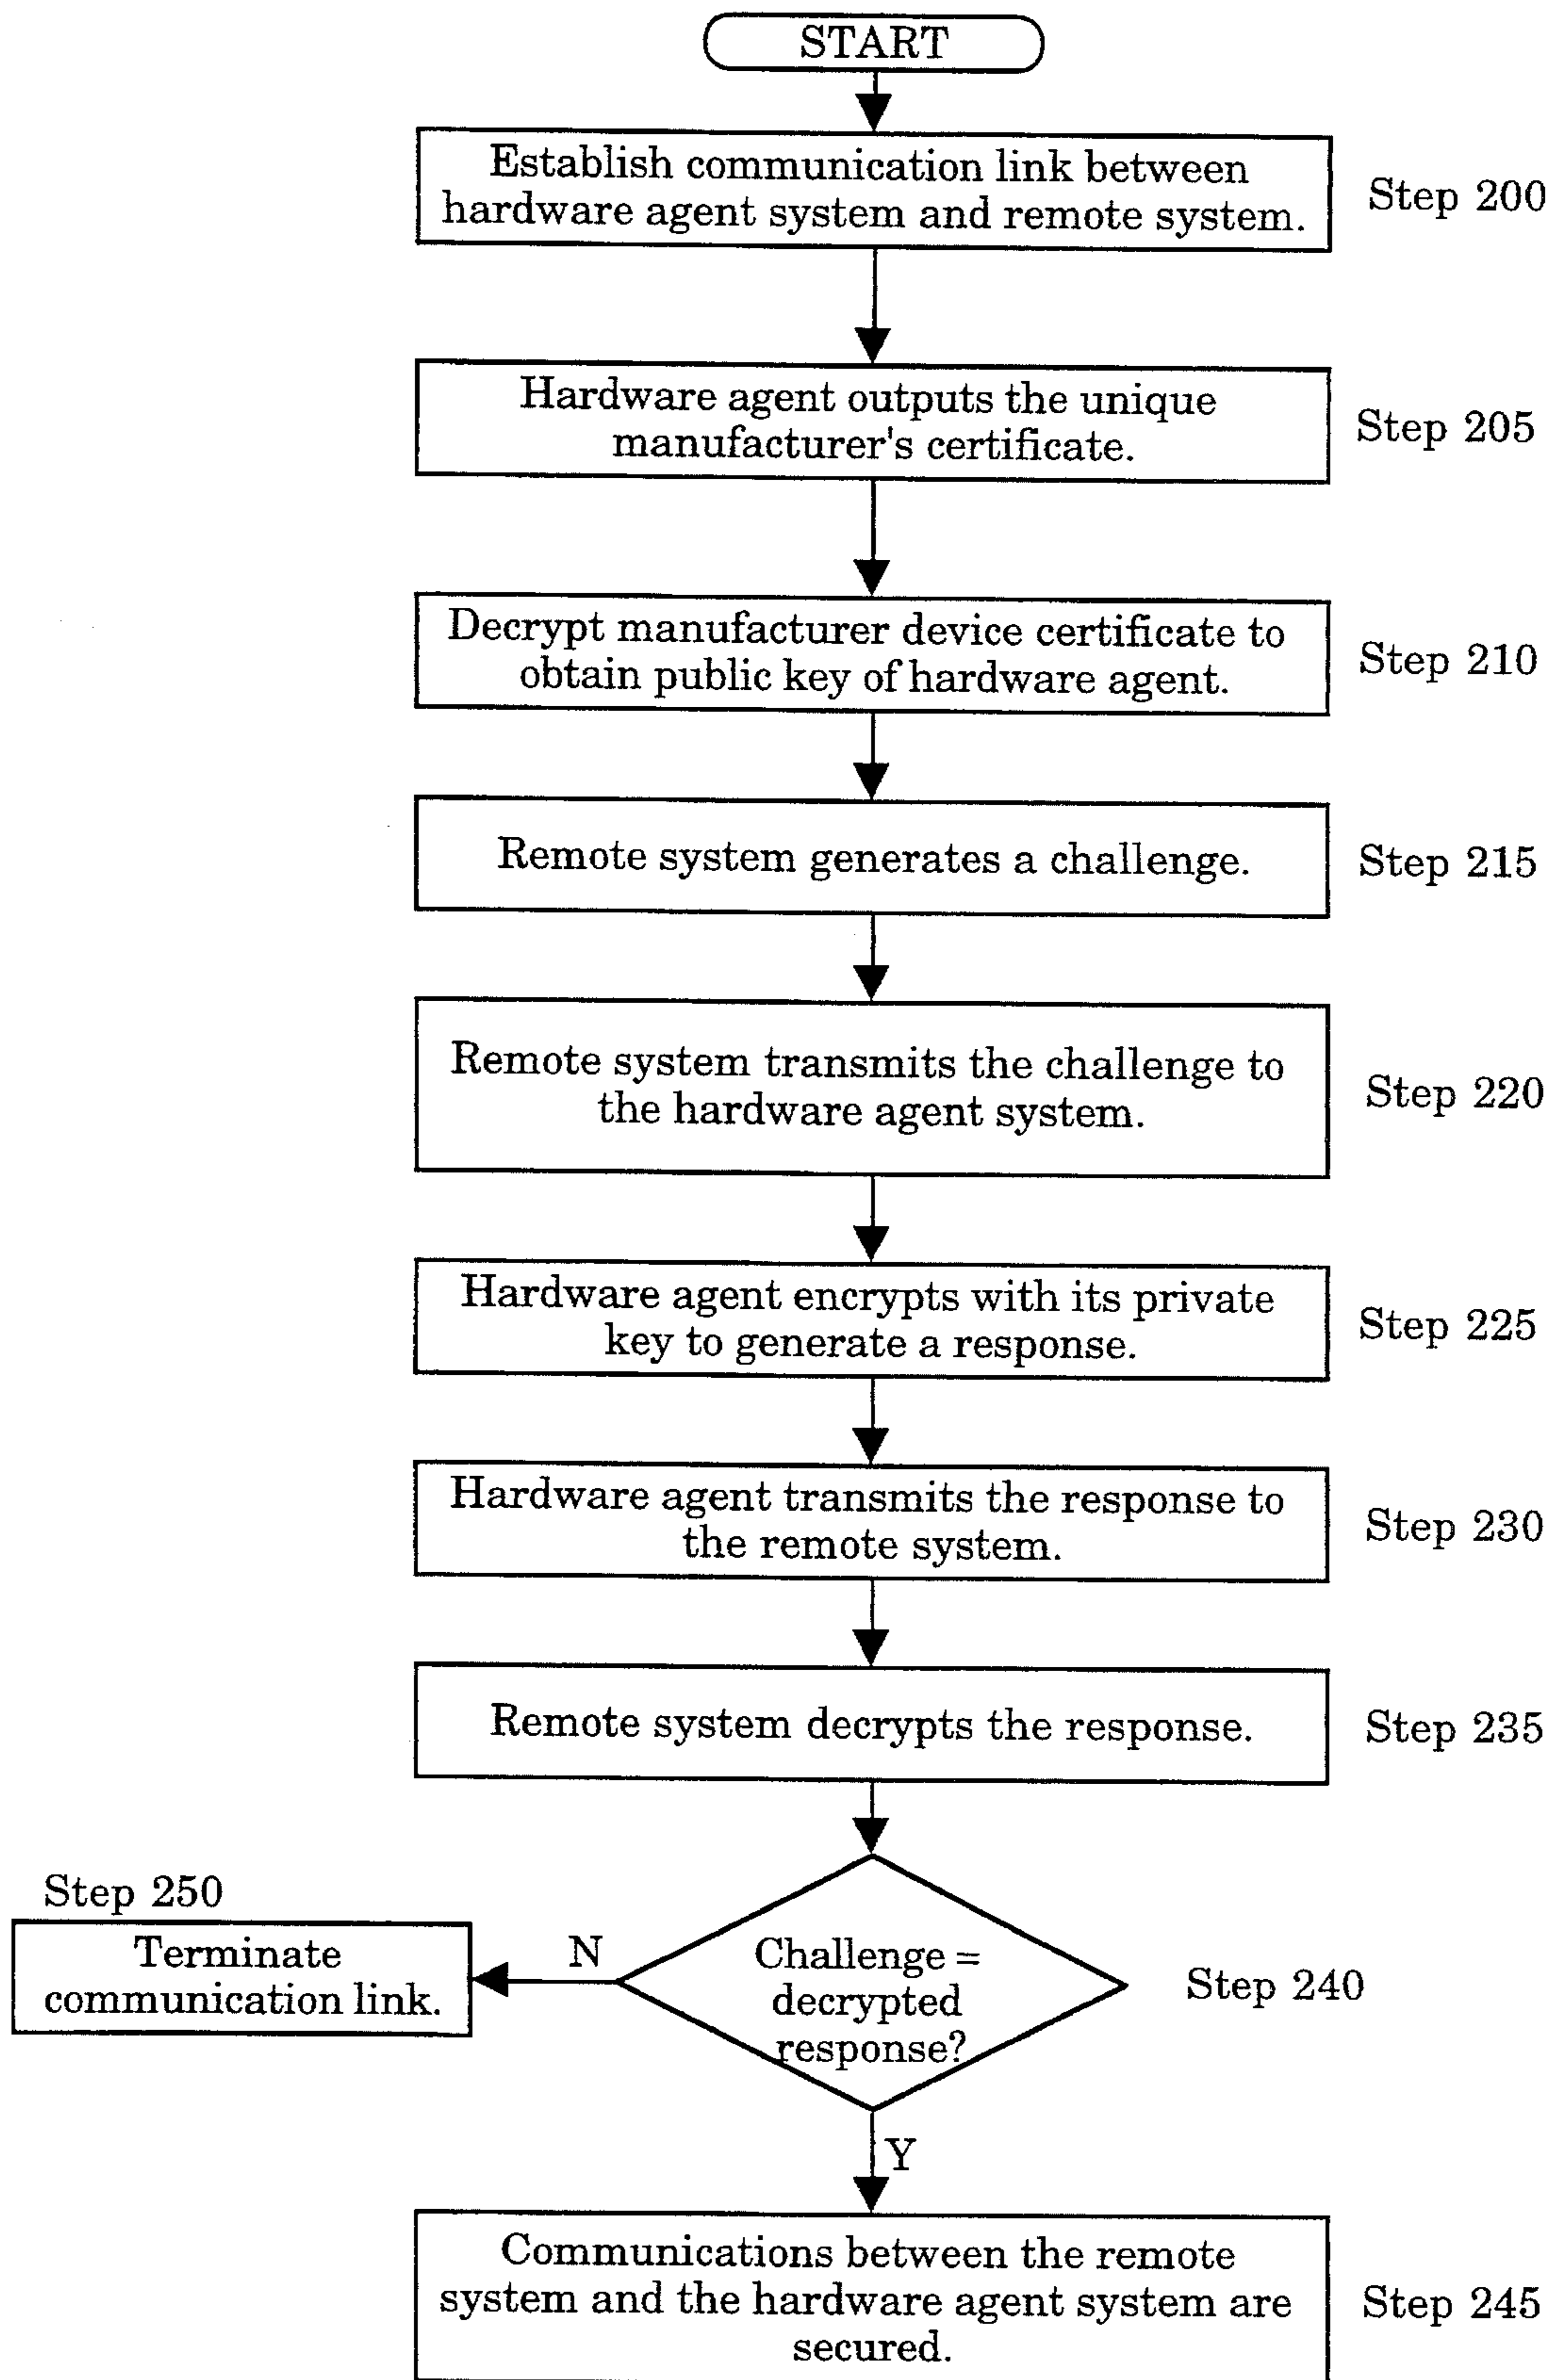 START
Establish communication link between
hardware agent system and remote system.
Step 200
Hardware agent outputs the unique
manufacturer's certificate.
Step 205
Decrypt manufacturer device certificate to
obtain public key of hardware agent.
Step 210
Remote system generates a challenge.
Step 215
Remote system transmits the challenge to
the hardware agent system.
Step 220
Hardware agent encrypts with its private
key to generate a response.
Step 225
Hardware agent transmits the response to
the remote system.
Step 230
Remote system decrypts the response.
Step 235
Step 250
Terminate
communication link.
N
Challenge =
decrypted
response?
Step 240
Y
Communications between the remote
system and the hardware agent system are
secured.
Step 245